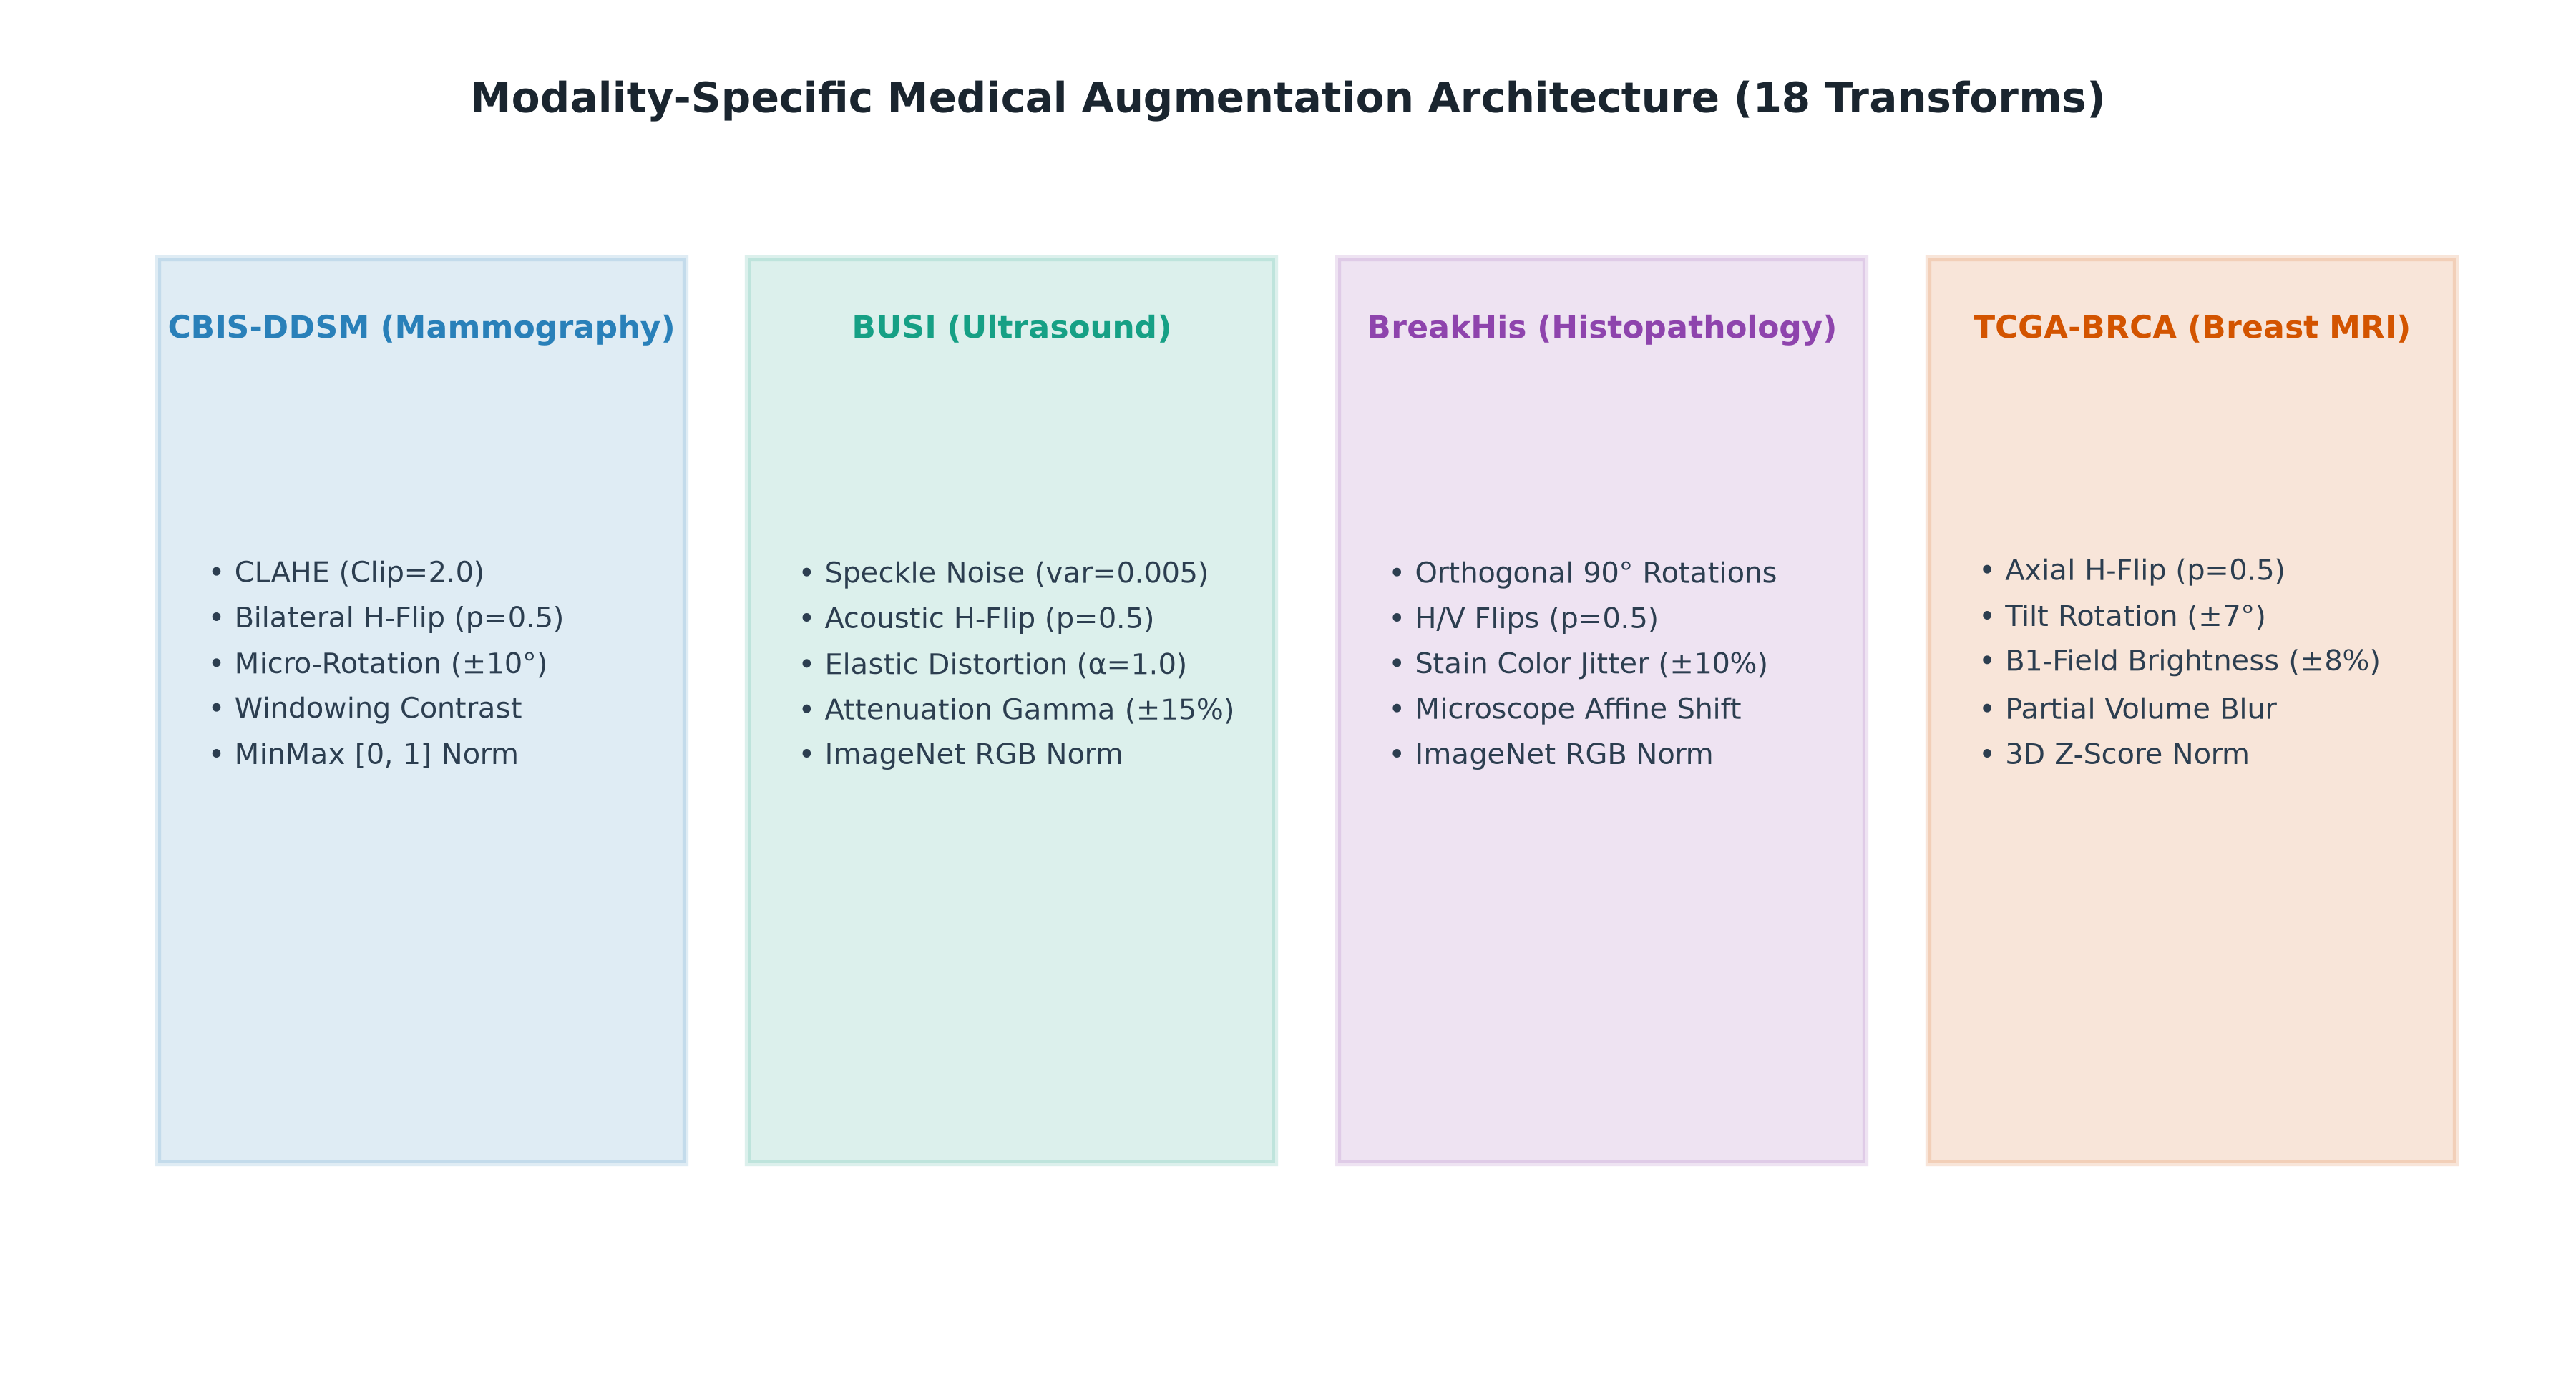 Modality-Specific Medical Augmentation Architecture (18 Transforms)
CBIS-DDSM (Mammography)
• CLAHE (Clip=2.0)
• Bilateral H-Flip (p=0.5)
• Micro-Rotation (±10°)
• Windowing Contrast
• MinMax [0, 1] Norm
BUSI (Ultrasound)
• Speckle Noise (var=0.005)
• Acoustic H-Flip (p=0.5)
• Elastic Distortion (α=1.0)
• Attenuation Gamma (±15%)
• ImageNet RGB Norm
BreakHis (Histopathology)
• Orthogonal 90° Rotations
• H/V Flips (p=0.5)
• Stain Color Jitter (±10%)
• Microscope Affine Shift
• ImageNet RGB Norm
TCGA-BRCA (Breast MRI)
• Axial H-Flip (p=0.5)
• Tilt Rotation (±7°)
• B1-Field Brightness (±8%)
• Partial Volume Blur
• 3D Z-Score Norm